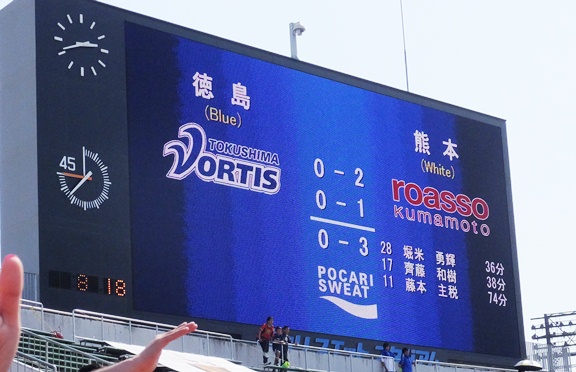 徳島
(Blue)
TOKUSHIMA
VORTIS
熊本
(White)
roasso
kumamoto
0-2
0-1
0-3
28 堀米 勇輝 36分
17 齊藤 和樹 38分
11 藤本 主税 74分
POCARI
SWEAT
45
8 18